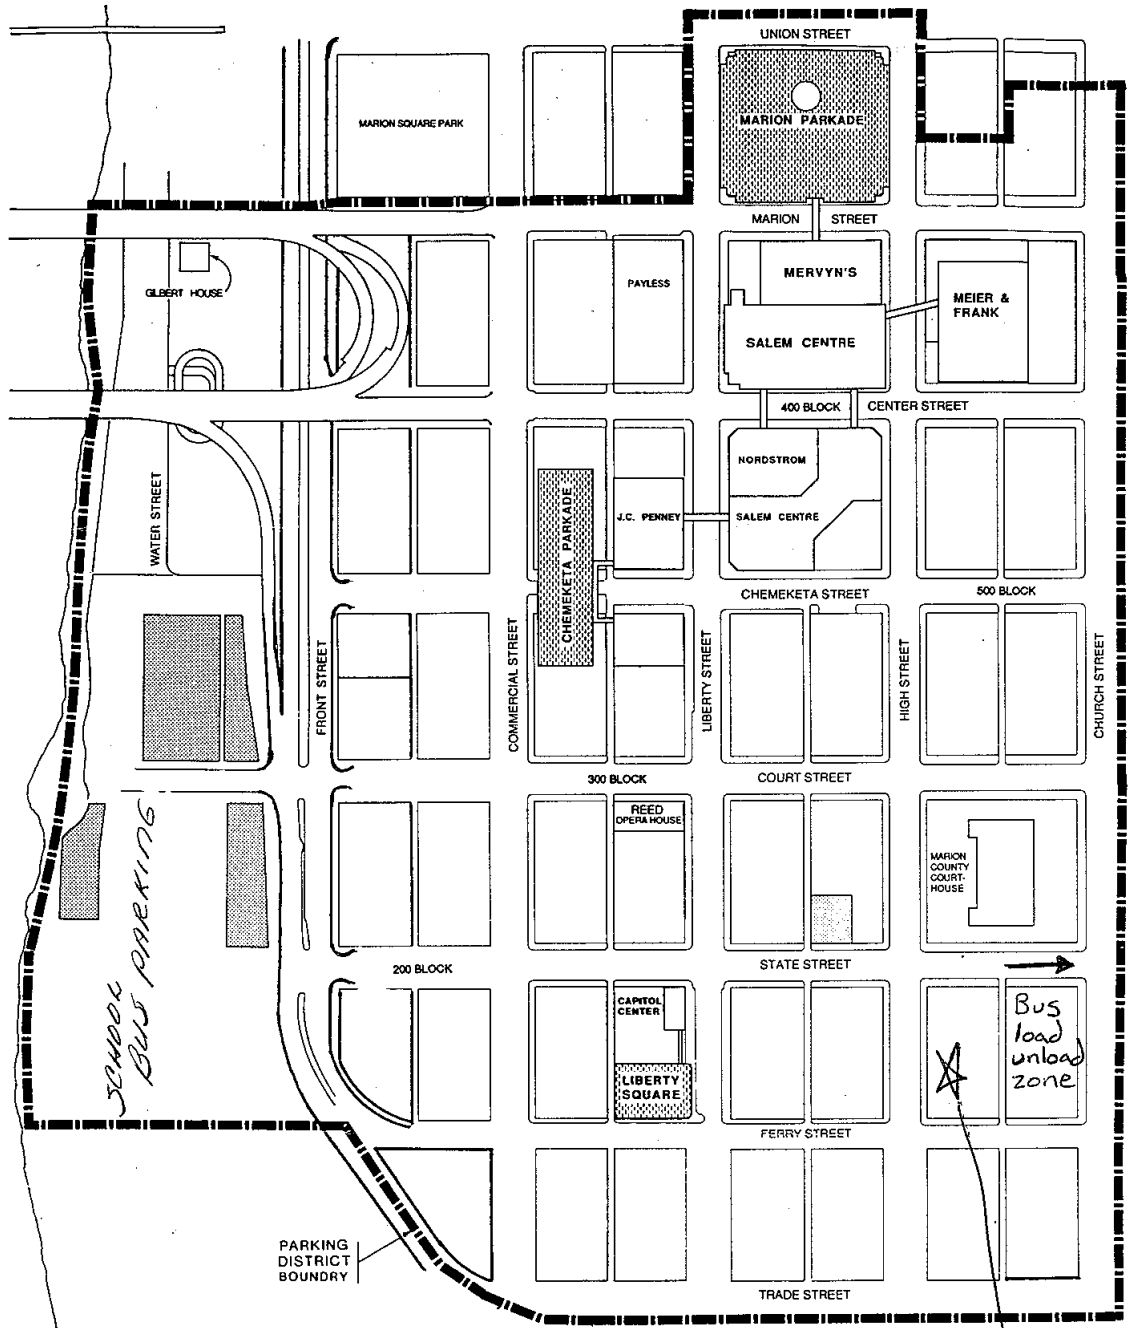 UNION STREET
MARION SQUARE PARK
MARION PARKADE
MARION STREET
GILBERT HOUSE
PAYLESS
MERVYN'S
MEIER &
FRANK
SALEM CENTRE
400 BLOCK
CENTER STREET
WATER STREET
NORDSTROM
CHEMEKETA PARKADE
J.C. PENNEY
SALEM CENTRE
CHEMEKETA STREET
500 BLOCK
FRONT STREET
COMMERCIAL STREET
LIBERTY STREET
HIGH STREET
CHURCH STREET
300 BLOCK
COURT STREET
REED
OPERA HOUSE
MARION
COUNTY
COURT-
HOUSE
SCHOOL
BUS PARKING
200 BLOCK
STATE STREET
CAPITOL
CENTER
Bus
load
unload
zone
LIBERTY
SQUARE
FERRY STREET
PARKING
DISTRICT
BOUNDRY
TRADE STREET